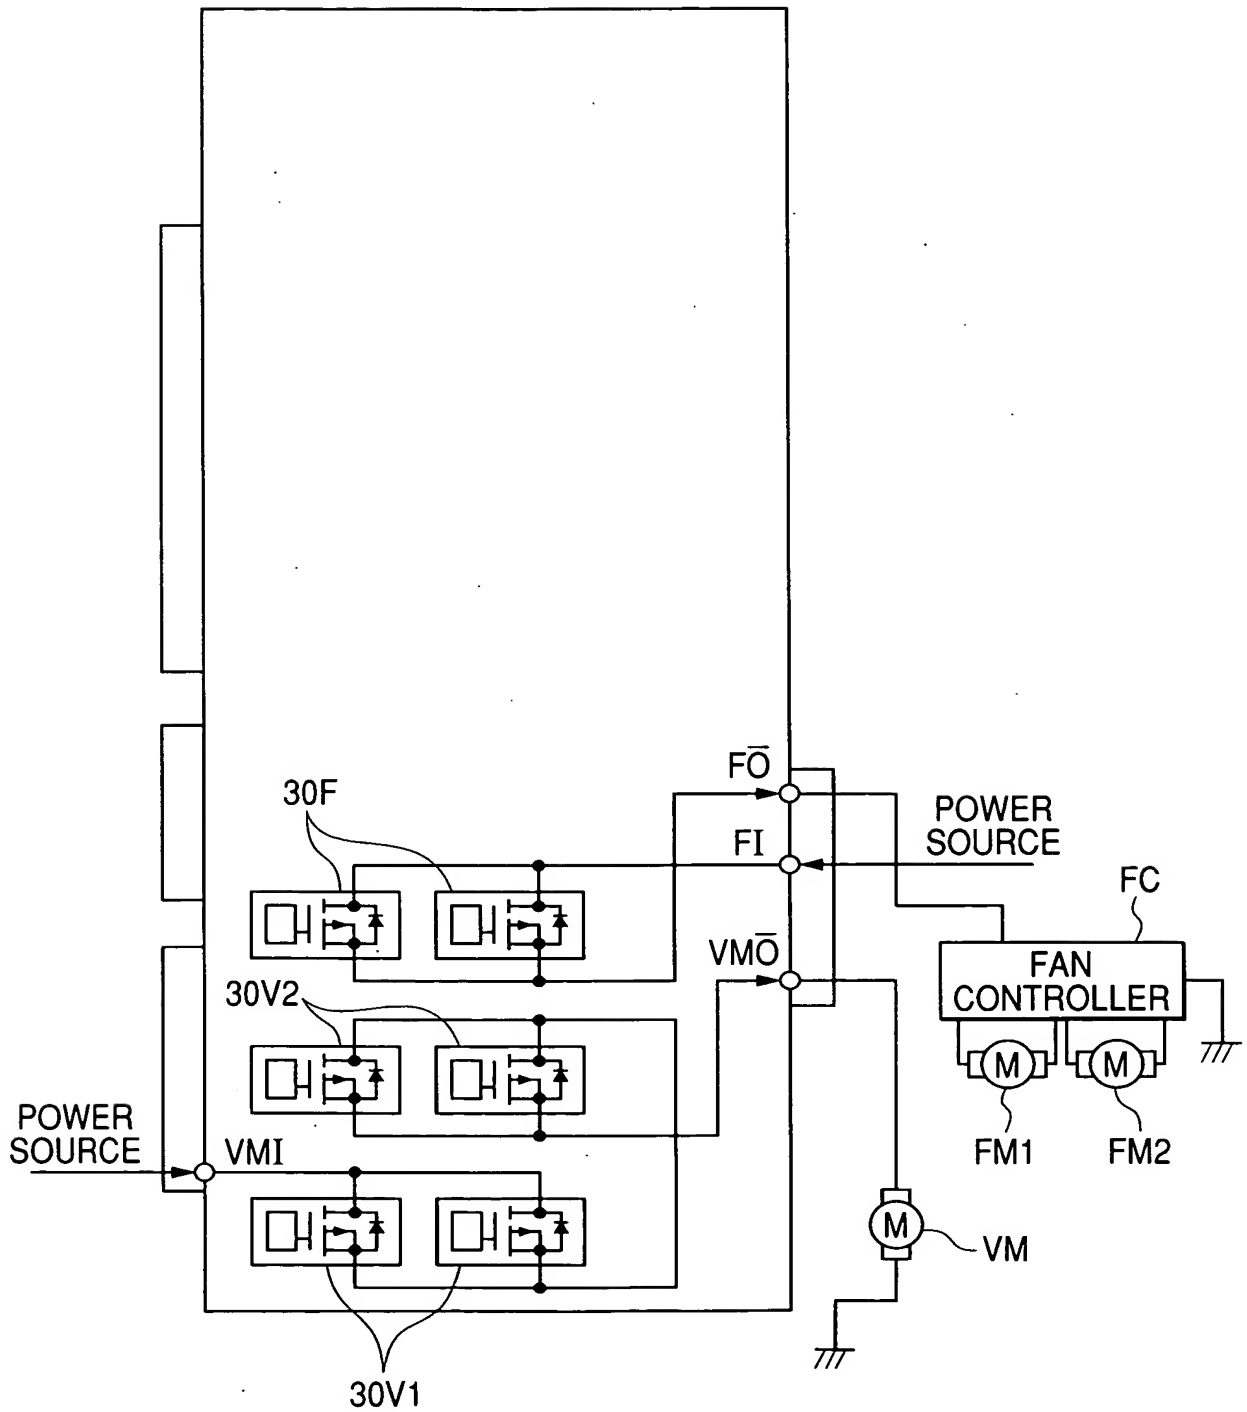 FO̅
30F
POWER
SOURCE
FI
FC
VMO̅
FAN
CONTROLLER
30V2
M
M
POWER
SOURCE
VMI
FM1
FM2
M
VM
30V1